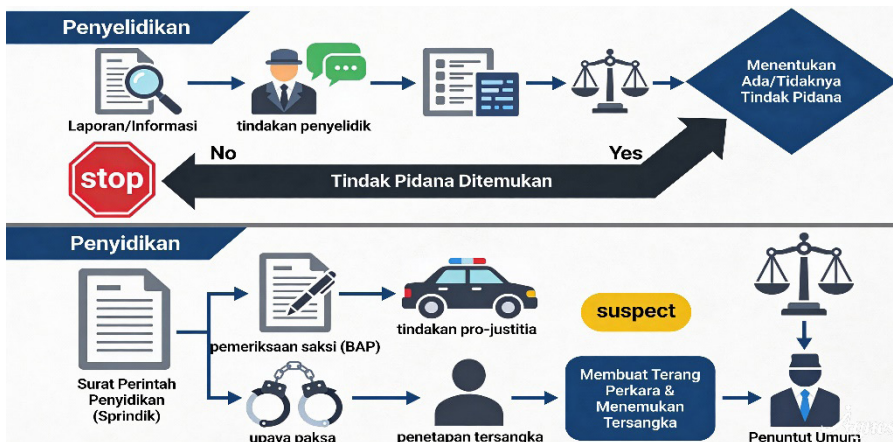 Penyelidikan
Laporan/Informasi
tindakan penyelidik
Menentukan
Ada/Tidaknya
Tindak Pidana
stop
No
Yes
Tindak Pidana Ditemukan
Penyidikan
Surat Perintah
Penyidikan
(Sprindik)
pemeriksaan saksi (BAP)
tindakan pro-justitia
upaya paksa
penetapan tersangka
suspect
Membuat Terang
Perkara &
Menemukan
Tersangka
Penuntut Umum